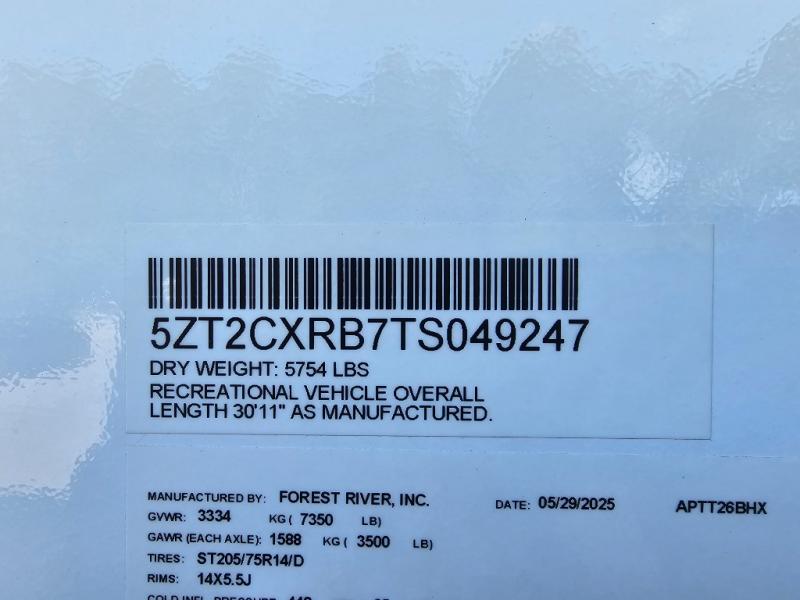 5ZT2CXRB7TS049247
DRY WEIGHT: 5754 LBS
RECREATIONAL VEHICLE OVERALL
LENGTH 30'11" AS MANUFACTURED.
MANUFACTURED BY: FOREST RIVER, INC. DATE: 05/29/2025 APTT26BHX
GVWR: 3334 KG ( 7350 LB)
GAWR (EACH AXLE): 1588 KG ( 3500 LB)
TIRES: ST205/75R14/D
RIMS: 14X5.5J